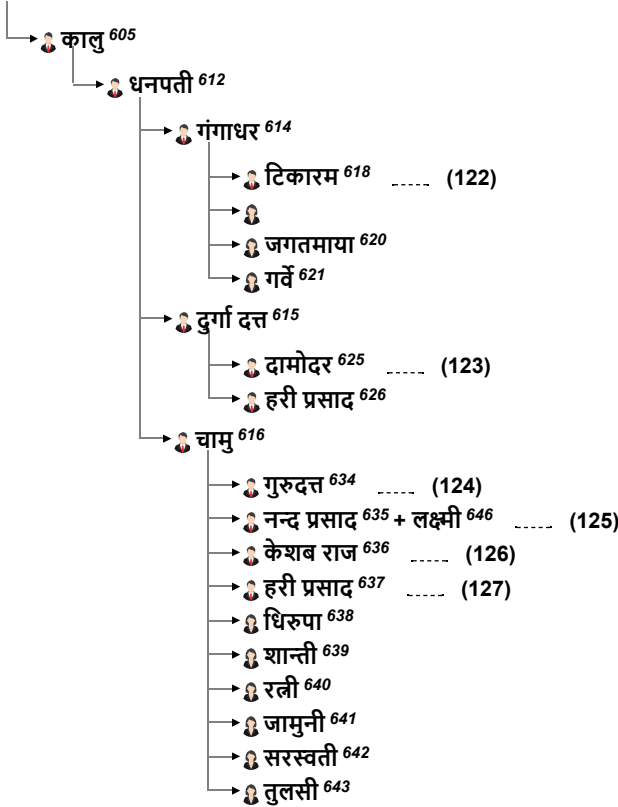 कालु 605
धनपती 612
गंगाधर 614
टिकारम 618 ...... (122)
जगतमाया 620
गर्वे 621
दुर्गा दत्त 615
दामोदर 625 ...... (123)
हरी प्रसाद 626
चामु 616
गुरुदत्त 634 ...... (124)
नन्द प्रसाद 635 + लक्ष्मी 646 ...... (125)
केशब राज 636 ...... (126)
हरी प्रसाद 637 ...... (127)
धिरुपा 638
शान्ती 639
रत्नी 640
जामुनी 641
सरस्वती 642
तुलसी 643